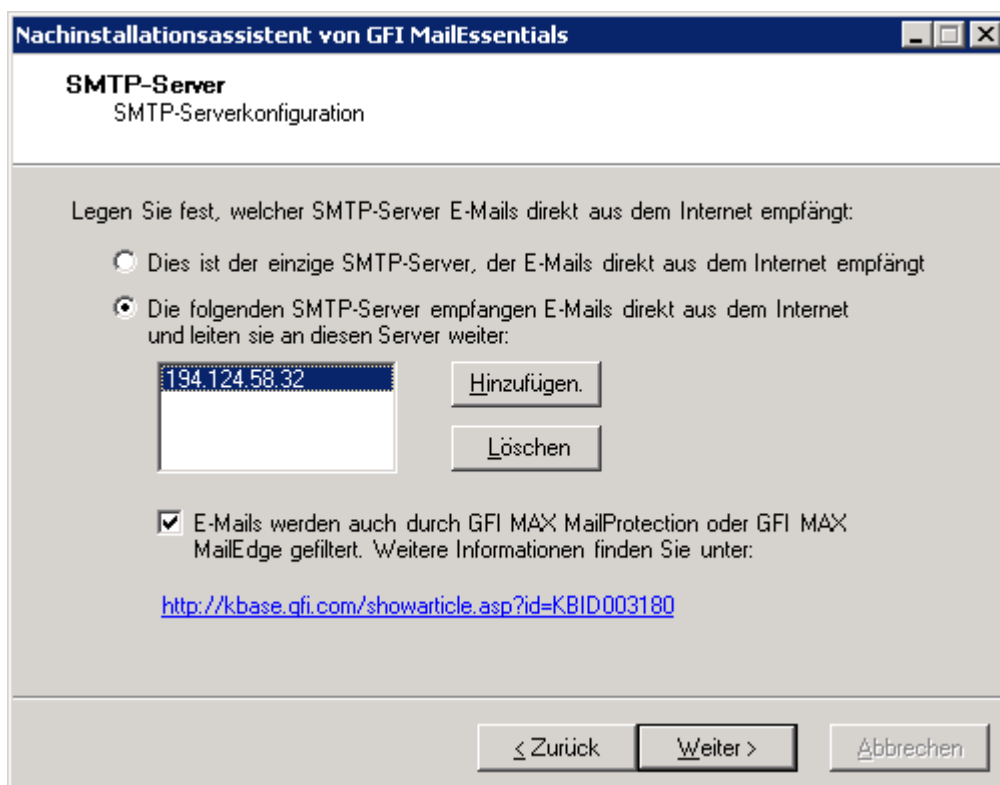 Nachinstallationsassistent von GFI MailEssentials
SMTP-Server
SMTP-Serverkonfiguration
Legen Sie fest, welcher SMTP-Server E-Mails direkt aus dem Internet empfängt:
Dies ist der einzige SMTP-Server, der E-Mails direkt aus dem Internet empfängt
Die folgenden SMTP-Server empfangen E-Mails direkt aus dem Internet
und leiten sie an diesen Server weiter:
194.124.58.32
Hinzufügen.
Löschen
E-Mails werden auch durch GFI MAX MailProtection oder GFI MAX
MailEdge gefiltert. Weitere Informationen finden Sie unter:
http://kbase.gfi.com/showarticle.asp?id=KBID003180
< Zurück
Weiter >
Abbrechen